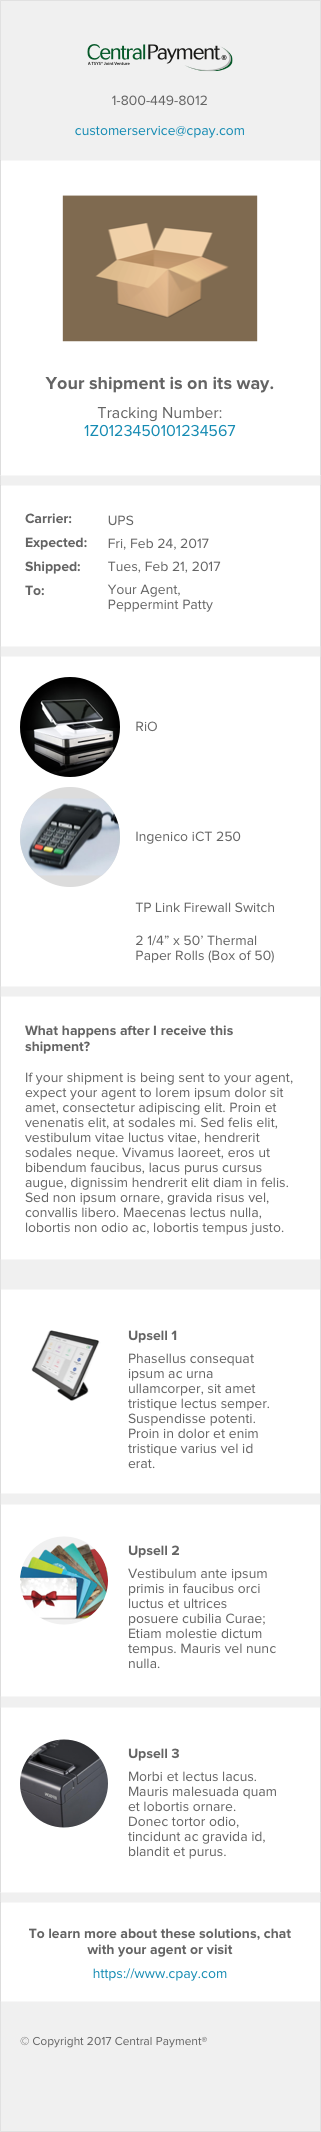 CentralPayment®
A TSYS® Joint Venture
1-800-449-8012
customerservice@cpay.com
Your shipment is on its way.
Tracking Number:
1Z0123450101234567
Carrier: UPS
Expected: Fri, Feb 24, 2017
Shipped: Tues, Feb 21, 2017
To: Your Agent,
Peppermint Patty
RiO
Ingenico iCT 250
TP Link Firewall Switch
2 1/4” x 50’ Thermal
Paper Rolls (Box of 50)
What happens after I receive this
shipment?
If your shipment is being sent to your agent,
expect your agent to lorem ipsum dolor sit
amet, consectetur adipiscing elit. Proin et
venenatis elit, at sodales mi. Sed felis elit,
vestibulum vitae luctus vitae, hendrerit
sodales neque. Vivamus laoreet, eros ut
bibendum faucibus, lacus purus cursus
augue, dignissim hendrerit elit diam in felis.
Sed non ipsum ornare, gravida risus vel,
convallis libero. Maecenas lectus nulla,
lobortis non odio ac, lobortis tempus justo.
Upsell 1
Phasellus consequat
ipsum ac urna
ullamcorper, sit amet
tristique lectus semper.
Suspendisse potenti.
Proin in dolor et enim
tristique varius vel id
erat.
Upsell 2
Vestibulum ante ipsum
primis in faucibus orci
luctus et ultrices
posuere cubilia Curae;
Etiam molestie dictum
tempus. Mauris vel nunc
nulla.
Upsell 3
Morbi et lectus lacus.
Mauris malesuada quam
et lobortis ornare.
Donec tortor odio,
tincidunt ac gravida id,
blandit et purus.
To learn more about these solutions, chat
with your agent or visit
https://www.cpay.com
© Copyright 2017 Central Payment®